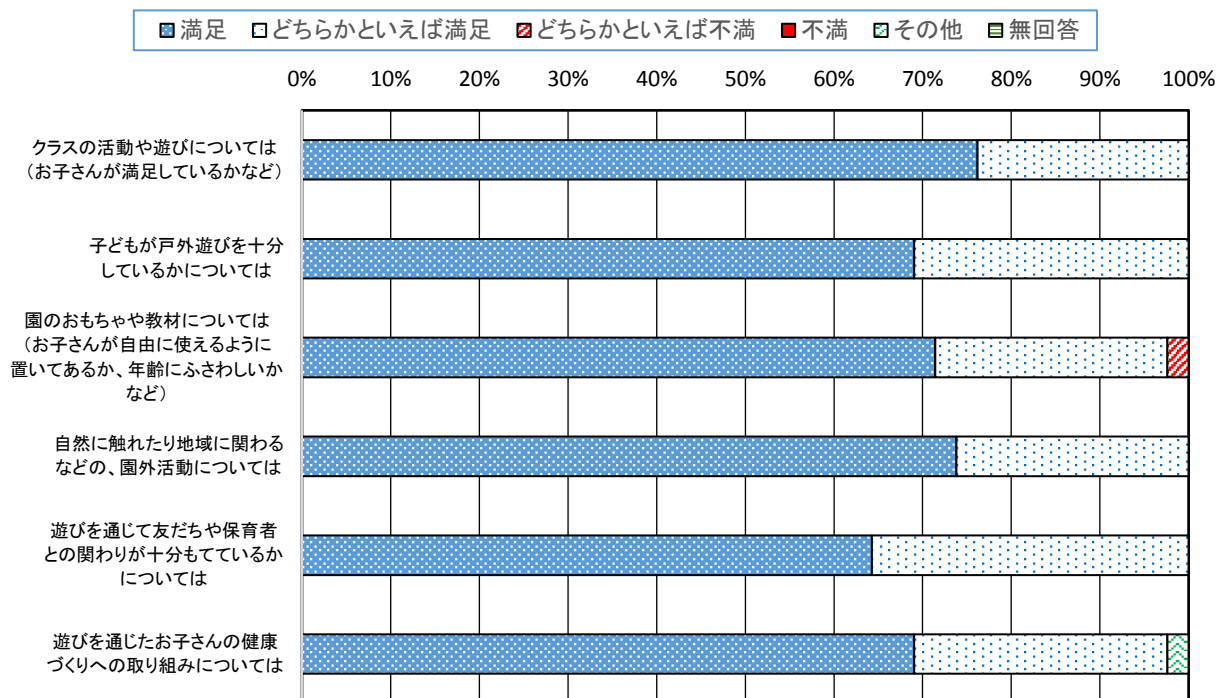 満足 どちらかといえば満足 どちらかといえば不満 不満 その他 無回答
0% 10% 20% 30% 40% 50% 60% 70% 80% 90% 100%
クラスの活動や遊びについては
(お子さんが満足しているかなど)
子どもが戸外遊びを十分
しているかについては
園のおもちゃや教材については
(お子さんが自由に使えるように
置いてあるか、年齢にふさわしいか
など)
自然に触れたり地域に関わる
などの、園外活動については
遊びを通じて友だちや保育者
との関わりが十分もてているか
については
遊びを通じたお子さんの健康
づくりへの取り組みについては